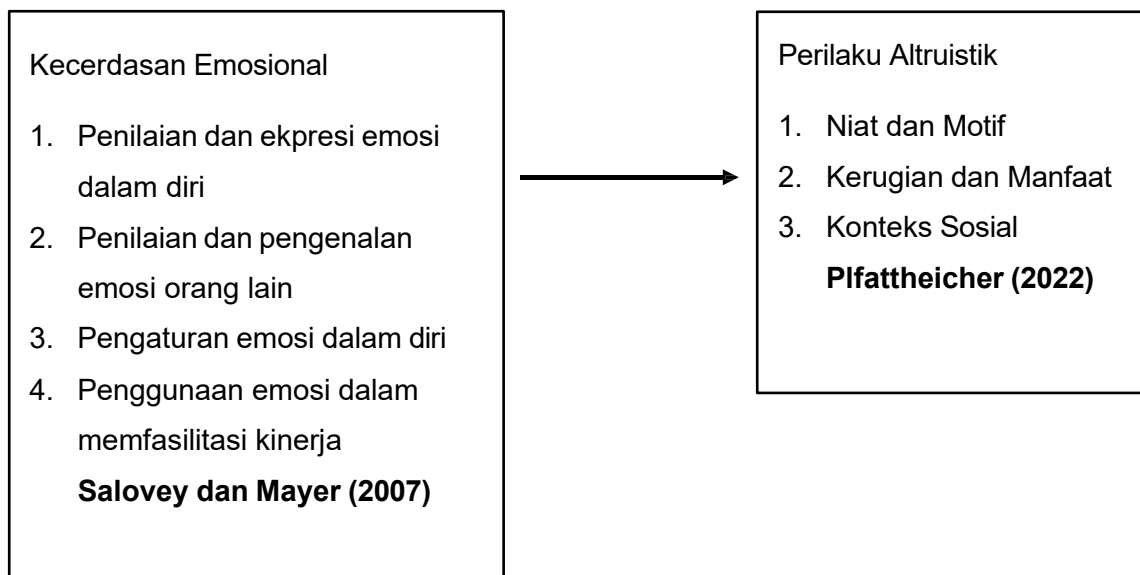 Kecerdasan Emosional
1. Penilaian dan ekpresi emosi
dalam diri
2. Penilaian dan pengenalan
emosi orang lain
3. Pengaturan emosi dalam diri
4. Penggunaan emosi dalam
memfasilitasi kinerja
Salovey dan Mayer (2007)
Perilaku Altruistik
1. Niat dan Motif
2. Kerugian dan Manfaat
3. Konteks Sosial
Plfattheicher (2022)